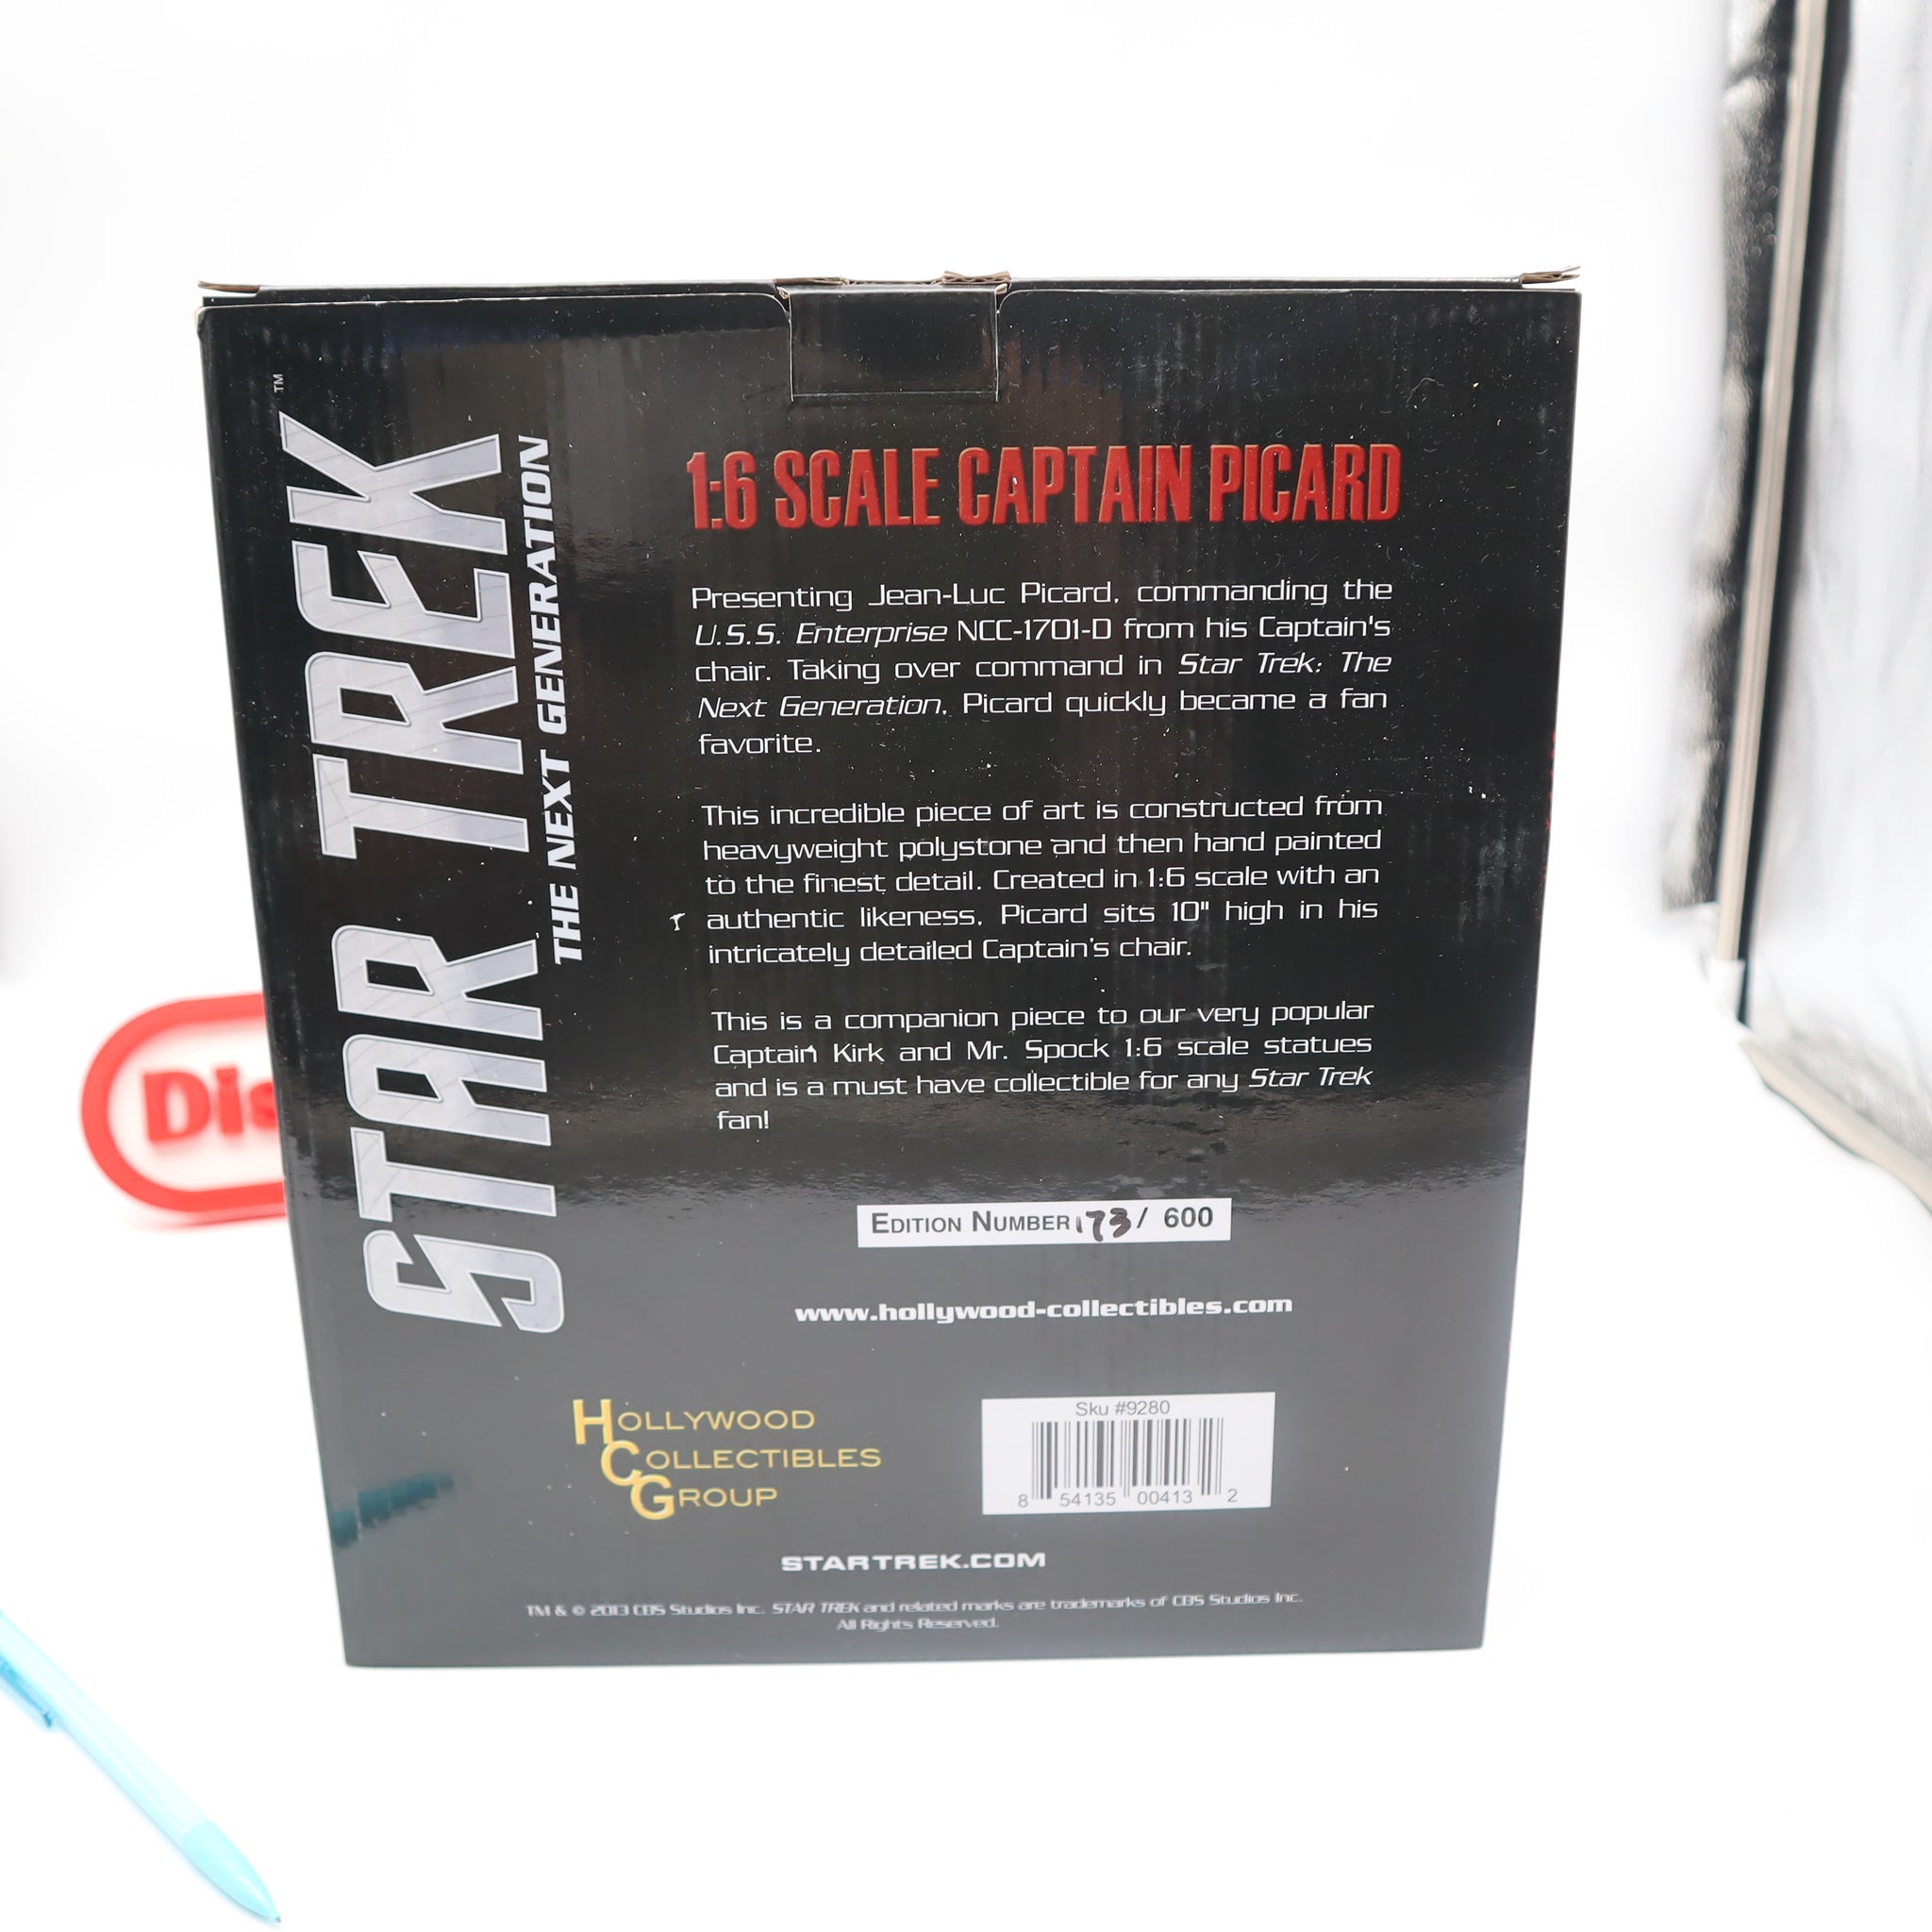 STAR TREK™
THE NEXT GENERATION
1:6 SCALE CAPTAIN PICARD
Presenting Jean-Luc Picard, commanding the
U.S.S. Enterprise NCC-1701-D from his Captain's
chair. Taking over command in Star Trek: The
Next Generation, Picard quickly became a fan
favorite.
This incredible piece of art is constructed from
heavyweight polystone and then hand painted
to the finest detail. Created in 1:6 scale with an
authentic likeness, Picard sits 10" high in his
intricately detailed Captain's chair.
This is a companion piece to our very popular
Captain Kirk and Mr. Spock 1:6 scale statues
and is a must have collectible for any Star Trek
fan!
EDITION NUMBER 173 / 600
www.hollywood-collectibles.com
HOLLYWOOD
COLLECTIBLES
GROUP
Sku #9280
8 54135 00413 2
STARTREK.COM
TM & © 2013 CBS Studios Inc. STAR TREK and related marks are trademarks of CBS Studios Inc.
All Rights Reserved.